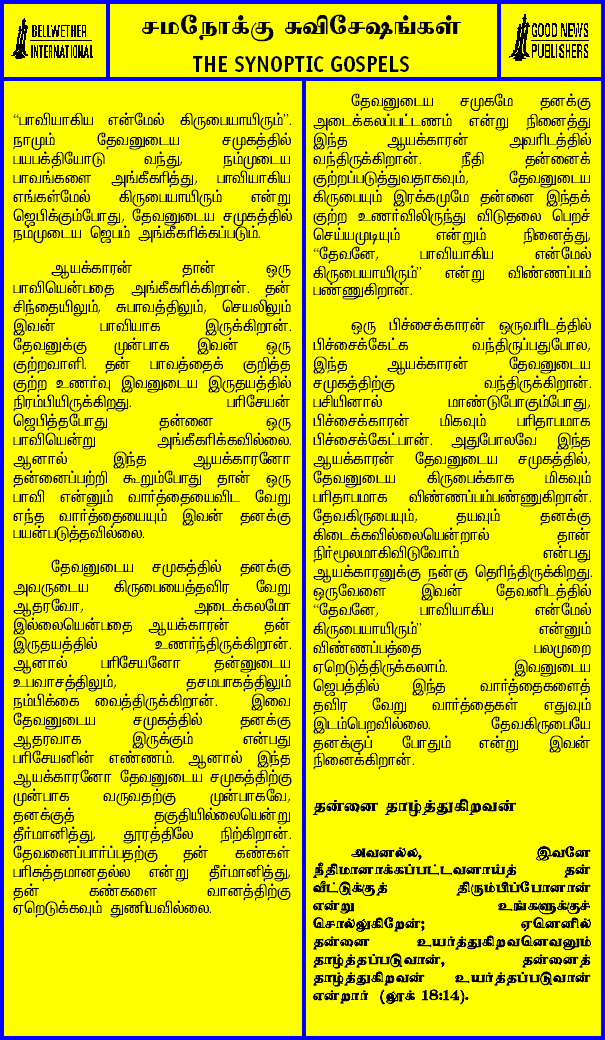 BELLWETHER
INTERNATIONAL
சமநோக்கு சுவிசேஷங்கள்
THE SYNOPTIC GOSPELS
GOOD NEWS
PUBLISHERS
“பாவியாகிய என்மேல் கிருபையாயிரும்”.
நாமும் தேவனுடைய சமுகத்தில்
பயபக்தியோடு வந்து, நம்முடைய
பாவங்களை அங்கீகரித்து, பாவியாகிய
எங்கள்மேல் கிருபையாயிரும் என்று
ஜெபிக்கும்போது, தேவனுடைய சமுகத்தில்
நம்முடைய ஜெபம் அங்கீகரிக்கப்படும்.
ஆயக்காரன் தான் ஒரு
பாவியென்பதை அங்கீகரிக்கிறான். தன்
சிந்தையிலும், சுபாவத்திலும், செயலிலும்
இவன் பாவியாக இருக்கிறான்.
தேவனுக்கு முன்பாக இவன் ஒரு
குற்றவாளி. தன் பாவத்தைக் குறித்த
குற்ற உணர்வு இவனுடைய இருதயத்தில்
நிரம்பியிருக்கிறது. பரிசேயன்
ஜெபித்தபோது தன்னை ஒரு
பாவியென்று அங்கீகரிக்கவில்லை.
ஆனால் இந்த ஆயக்காரனோ
தன்னைப்பற்றி கூறும்போது தான் ஒரு
பாவி என்னும் வார்த்தையைவிட வேறு
எந்த வார்த்தையையும் இவன் தனக்கு
பயன்படுத்தவில்லை.
தேவனுடைய சமுகத்தில் தனக்கு
அவருடைய கிருபையைத்தவிர வேறு
ஆதரவோ, அடைக்கலமோ
இல்லையென்பதை ஆயக்காரன் தன்
இருதயத்தில் உணர்ந்திருக்கிறான்.
ஆனால் பரிசேயனோ தன்னுடைய
உபவாசத்திலும், தசமபாகத்திலும்
நம்பிக்கை வைத்திருக்கிறான். இவை
தேவனுடைய சமுகத்தில் தனக்கு
ஆதரவாக இருக்கும் என்பது
பரிசேயனின் எண்ணம். ஆனால் இந்த
ஆயக்காரனோ தேவனுடைய சமுகத்திற்கு
முன்பாக வருவதற்கு முன்பாகவே,
தனக்குத் தகுதியில்லையென்று
தீர்மானித்து, தூரத்திலே நிற்கிறான்.
தேவனைப்பார்ப்பதற்கு தன் கண்கள்
பரிசுத்தமானதல்ல என்று தீர்மானித்து,
தன் கண்களை வானத்திற்கு
ஏறெடுக்கவும் துணியவில்லை.
தேவனுடைய சமுகமே தனக்கு
அடைக்கலப்பட்டணம் என்று நினைத்து
இந்த ஆயக்காரன் அவரிடத்தில்
வந்திருக்கிறான். நீதி தன்னைக்
குற்றப்படுத்துவதாகவும், தேவனுடைய
கிருபையும் இரக்கமுமே தன்னை இந்தக்
குற்ற உணர்விலிருந்து விடுதலை பெறச்
செய்யமுடியும் என்றும் நினைத்து,
“தேவனே, பாவியாகிய என்மேல்
கிருபையாயிரும்” என்று விண்ணப்பம்
பண்ணுகிறான்.
ஒரு பிச்சைக்காரன் ஒருவரிடத்தில்
பிச்சைகேட்க வந்திருப்பதுபோல,
இந்த ஆயக்காரன் தேவனுடைய
சமுகத்திற்கு வந்திருக்கிறான்.
பசியினால் மாண்டுபோகும்போது,
பிச்சைக்காரன் மிகவும் பரிதாபமாக
பிச்சைக்கேட்பான். அதுபோலவே இந்த
ஆயக்காரன் தேவனுடைய சமுகத்தில்,
தேவனுடைய கிருபைக்காக மிகவும்
பரிதாபமாக விண்ணப்பம்பண்ணுகிறான்.
தேவகிருபையும், தயவும் தனக்கு
கிடைக்கவில்லையென்றால் தான்
நிர்மூலமாகிவிடுவோம் என்பது
ஆயக்காரனுக்கு நன்கு தெரிந்திருக்கிறது.
ஒருவேளை இவன் தேவனிடத்தில்
“தேவனே, பாவியாகிய என்மேல்
கிருபையாயிரும்” என்னும்
விண்ணப்பத்தை பலமுறை
ஏறெடுத்திருக்கலாம். இவனுடைய
ஜெபத்தில் இந்த வார்த்தைகளைத்
தவிர வேறு வார்த்தைகள் எதுவும்
இடம்பெறவில்லை. தேவகிருபையே
தனக்குப் போதும் என்று இவன்
நினைக்கிறான்.
தன்னை தாழ்த்துகிறவன்
அவனல்ல, இவனே
நீதிமானாக்கப்பட்டவனாய்த் தன்
வீட்டுக்குத் திரும்பிப்போனான்
என்று உங்களுக்குச்
சொல்லுகிறேன்; ஏனெனில்
தன்னை உயர்த்துகிறவனெவனும்
தாழ்த்தப்படுவான், தன்னைத்
தாழ்த்துகிறவன் உயர்த்தப்படுவான்
என்றார் (லூக் 18:14).